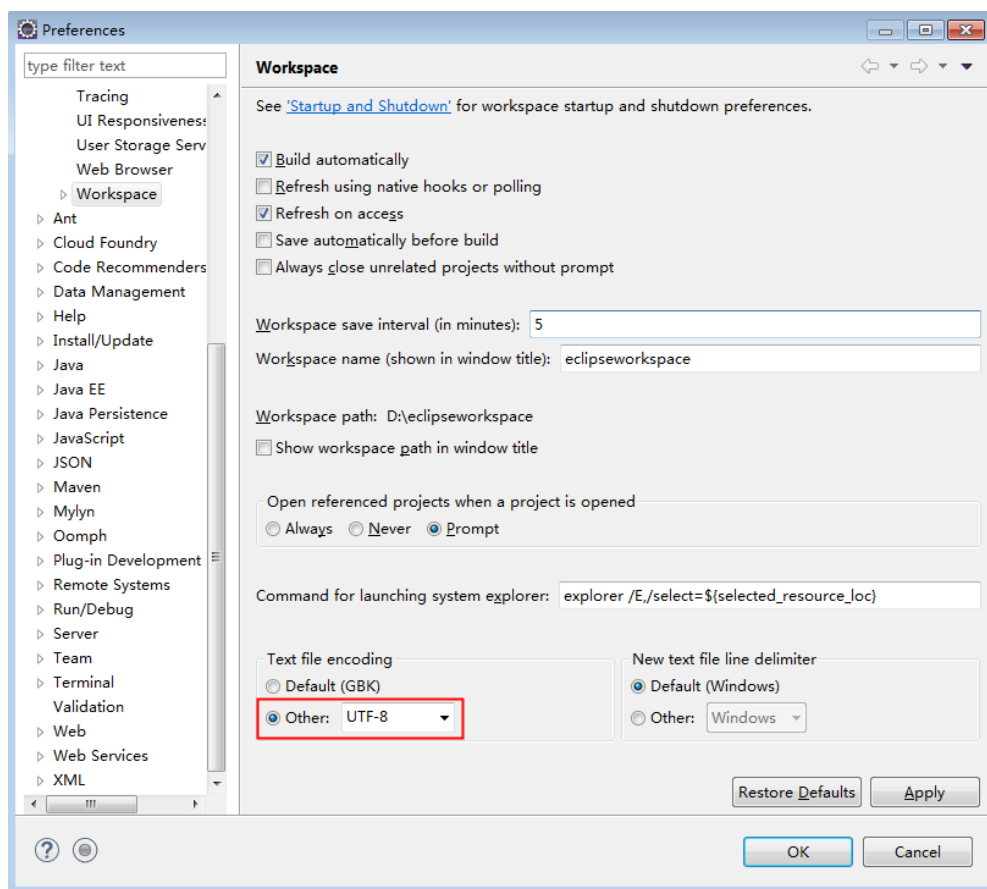 Preferences
type filter text
Tracing
UI Responsiveness
User Storage Serv
Web Browser
Workspace
Ant
Cloud Foundry
Code Recommenders
Data Management
Help
Install/Update
Java
Java EE
Java Persistence
JavaScript
JSON
Maven
Mylyn
Oomph
Plug-in Development
Remote Systems
Run/Debug
Server
Team
Terminal
Validation
Web
Web Services
XML
Workspace
See 'Startup and Shutdown' for workspace startup and shutdown preferences.
Build automatically
Refresh using native hooks or polling
Refresh on access
Save automatically before build
Always close unrelated projects without prompt
Workspace save interval (in minutes): 5
Workspace name (shown in window title): eclipseworkspace
Workspace path: D:\eclipseworkspace
Show workspace path in window title
Open referenced projects when a project is opened
Always Never Prompt
Command for launching system explorer: explorer /E,/select=${selected_resource_loc}
Text file encoding
Default (GBK)
Other: UTF-8
New text file line delimiter
Default (Windows)
Other: Windows
Restore Defaults Apply
OK Cancel